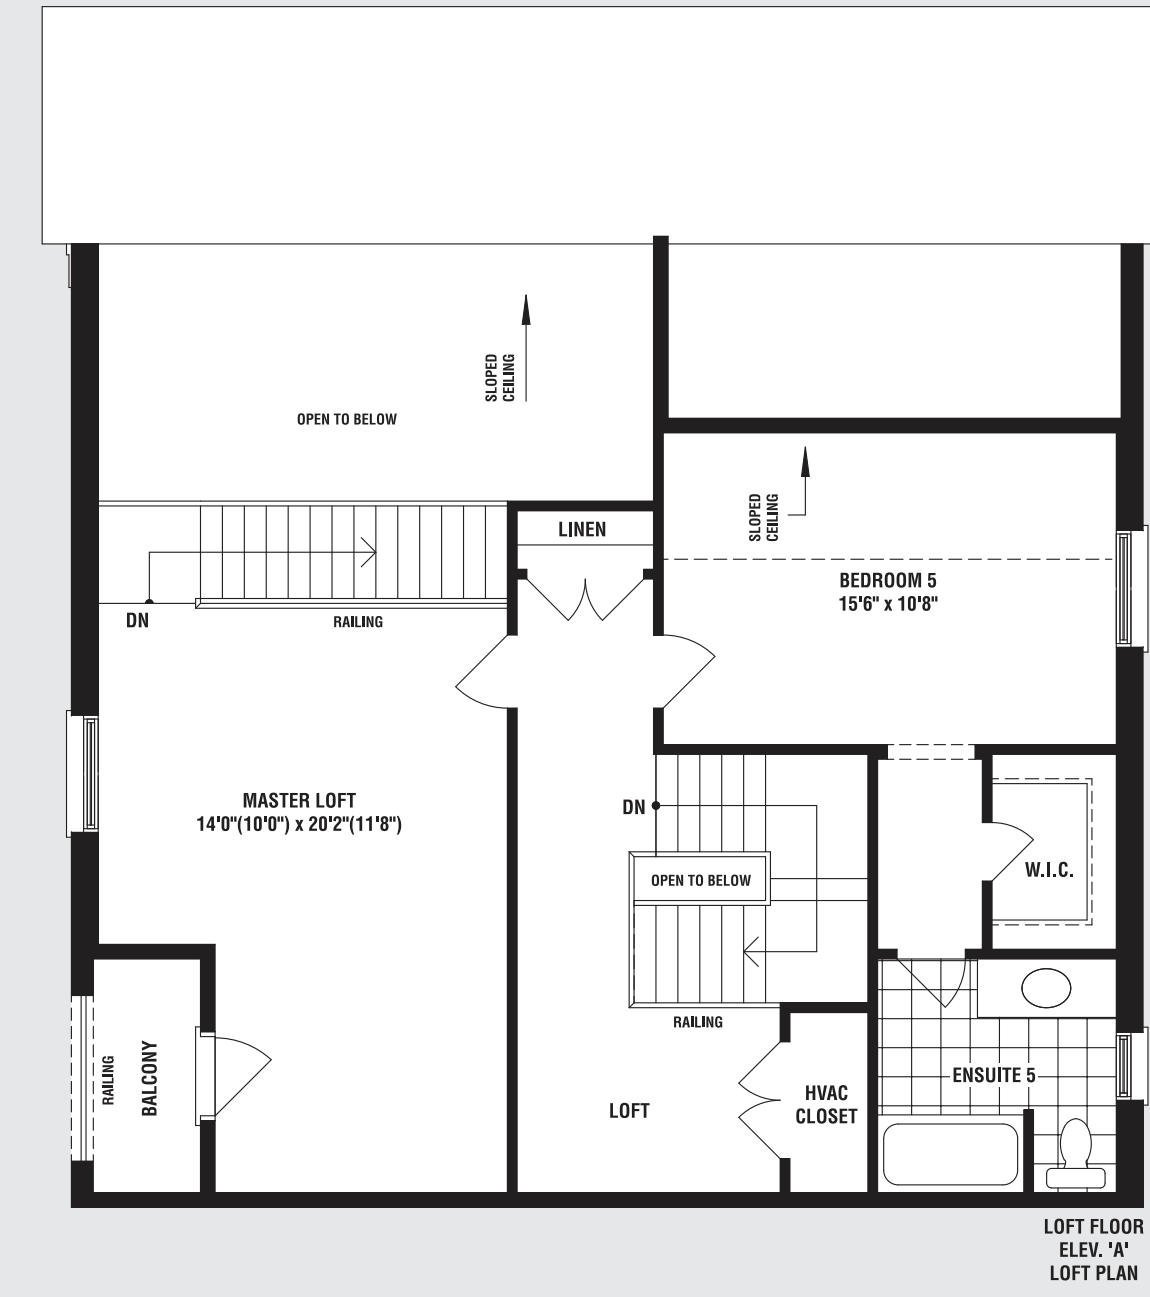 SLOPED
CEILING
OPEN TO BELOW
LINEN
SLOPED
CEILING
BEDROOM 5
15'6" x 10'8"
DN
RAILING
MASTER LOFT
14'0"(10'0") x 20'2"(11'8")
DN
OPEN TO BELOW
W.I.C.
RAILING
RAILING
BALCONY
LOFT
HVAC
CLOSET
ENSUITE 5
LOFT FLOOR
ELEV. 'A'
LOFT PLAN